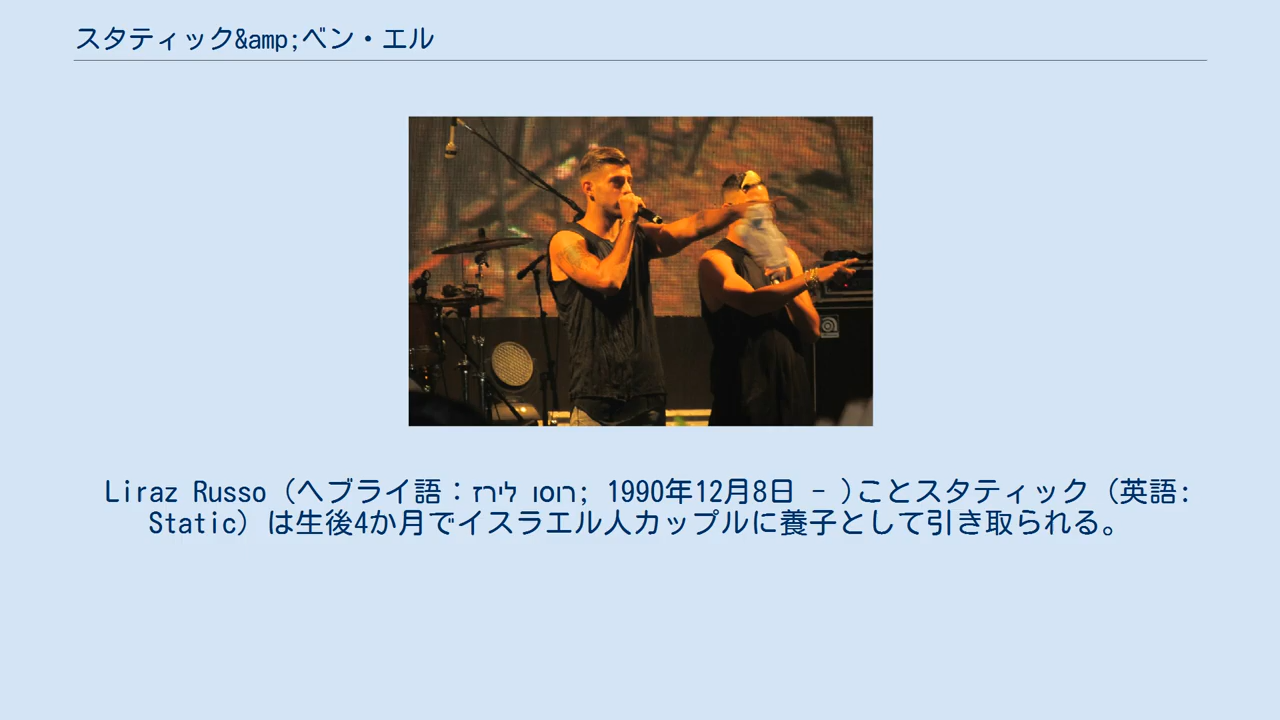 スタティック&amp;ベン・エル
Liraz Russo (ヘブライ語：רוסו לירז; 1990年12月8日 - )ことスタティック (英語:
Static) は生後4か月でイスラエル人カップルに養子として引き取られる。